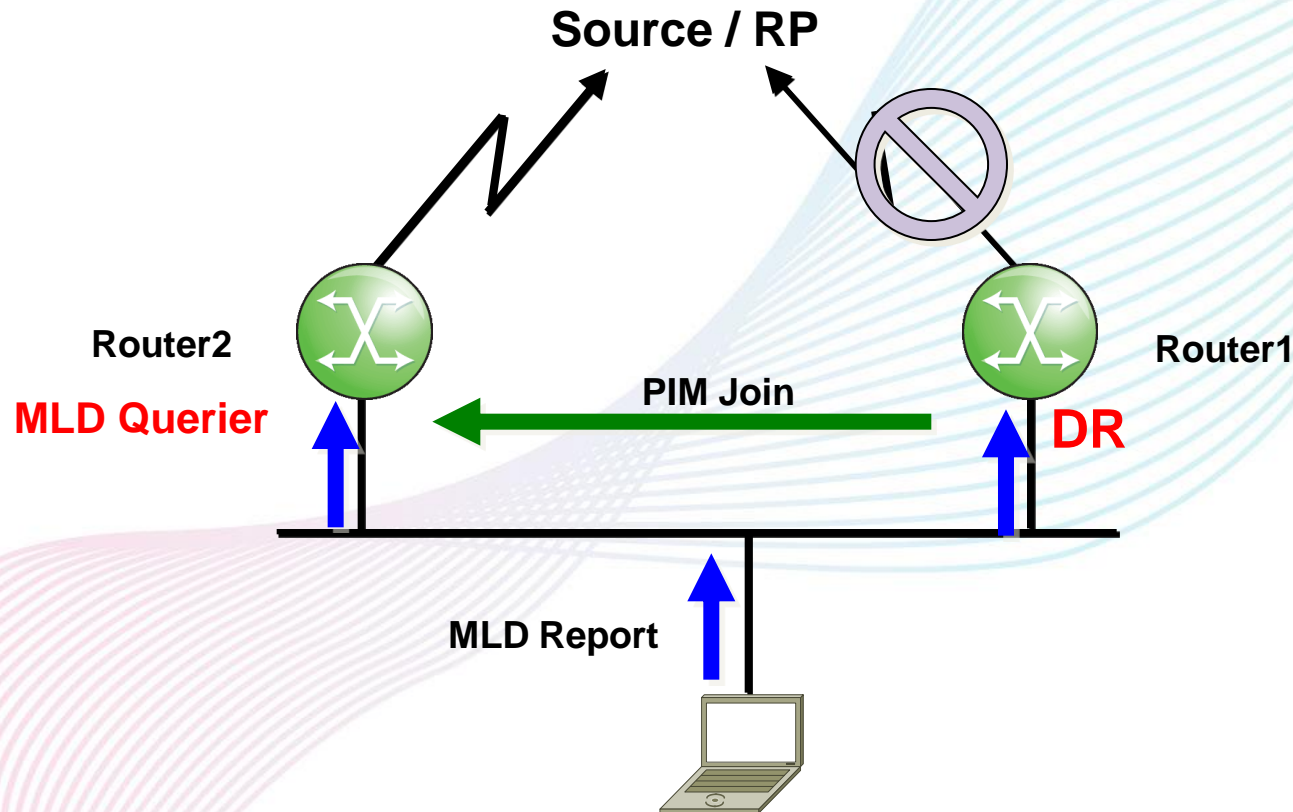 Source / RP
Router2
Router1
PIM Join
MLD Querier
DR
MLD Report